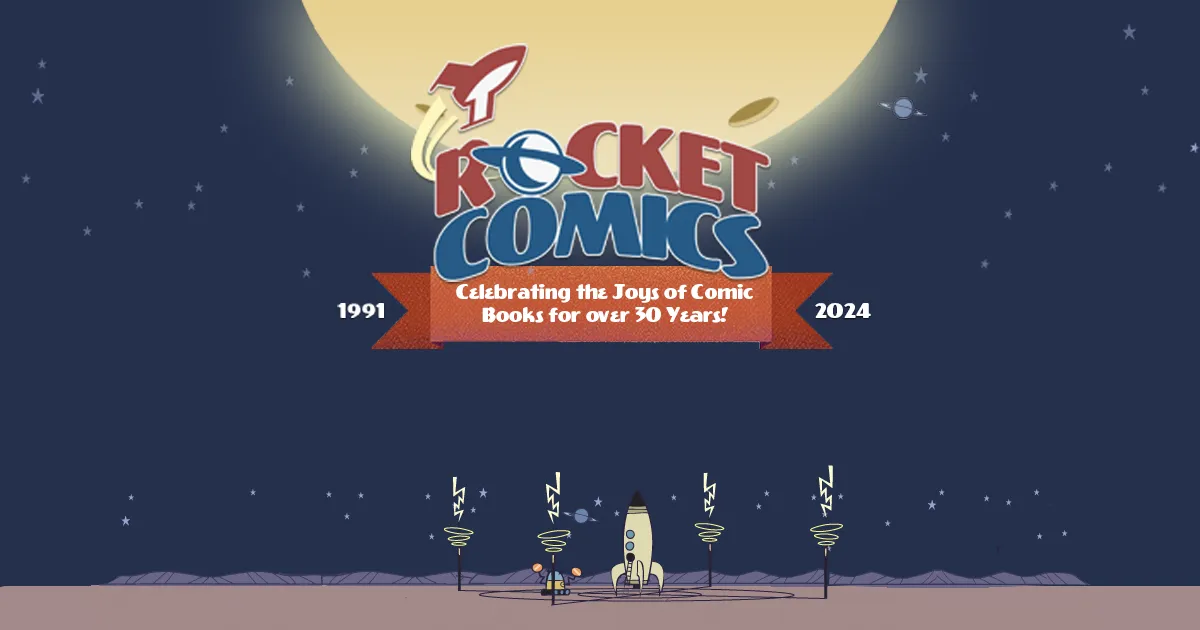 ROCKET
COMICS
Celebrating the Joys of Comic
Books for over 30 Years!
1991
2024